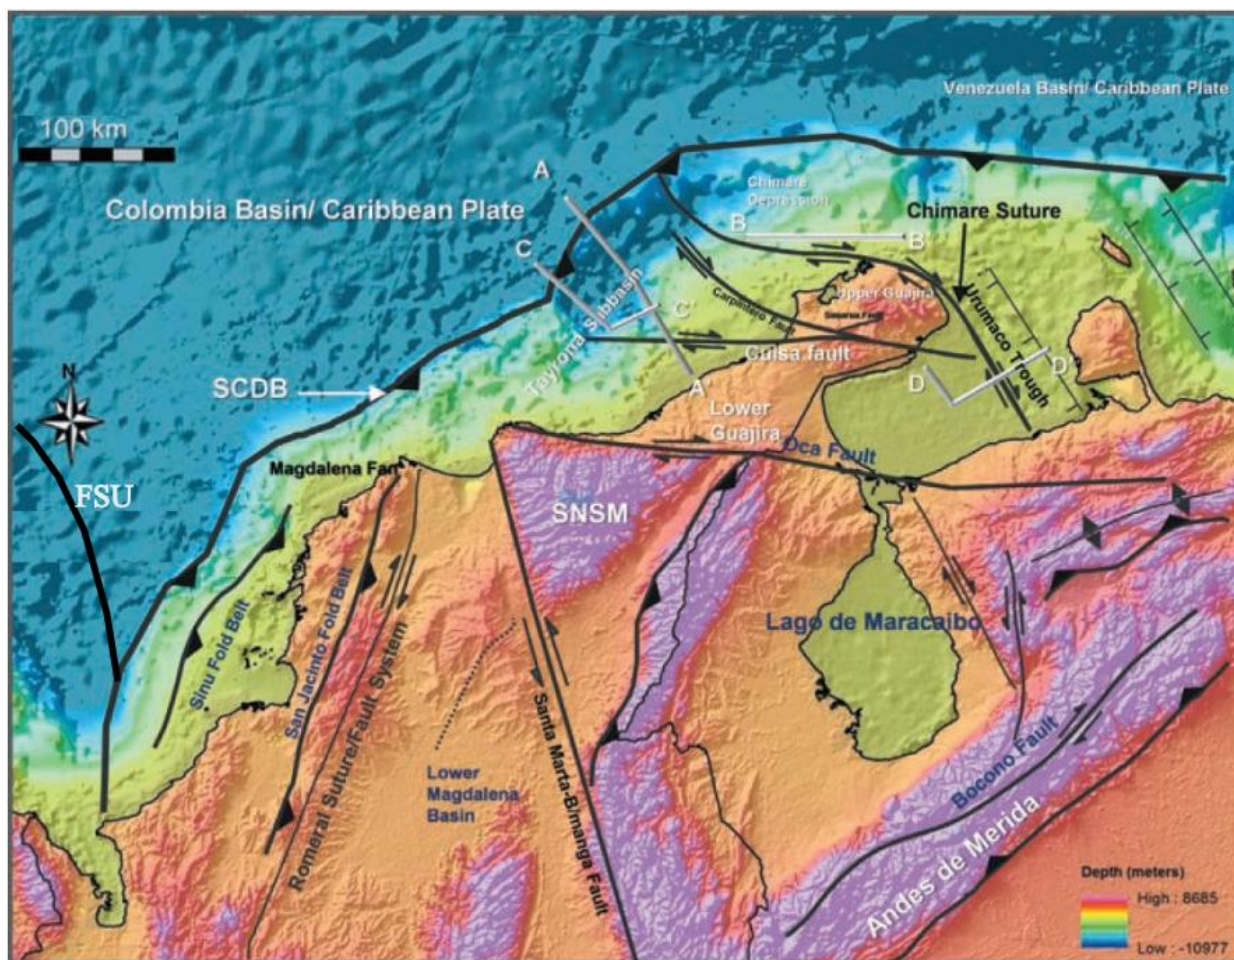 Venezuela Basin/ Caribbean Plate
100 km
A
Chimare
Depression
Colombia Basin/ Caribbean Plate
Chimare Suture
B
B'
C
Upper Guajira
Urumaco Trough
Tayrona Subbasin
Carpintero Fault
C'
Cuisa fault
N
SCDB
A'
D
D'
Lower
Guajira
Oca Fault
Magdalena Fan
FSU
SNSM
Lago de Maracaibo
Sinu Fold Belt
San Jacinto Fold Belt
Romeral Suture/Fault System
Santa Marta-B/manga Fault
Lower
Magdalena
Basin
Bocono Fault
Andes de Merida
Depth (meters)
High : 8685
Low : -10977